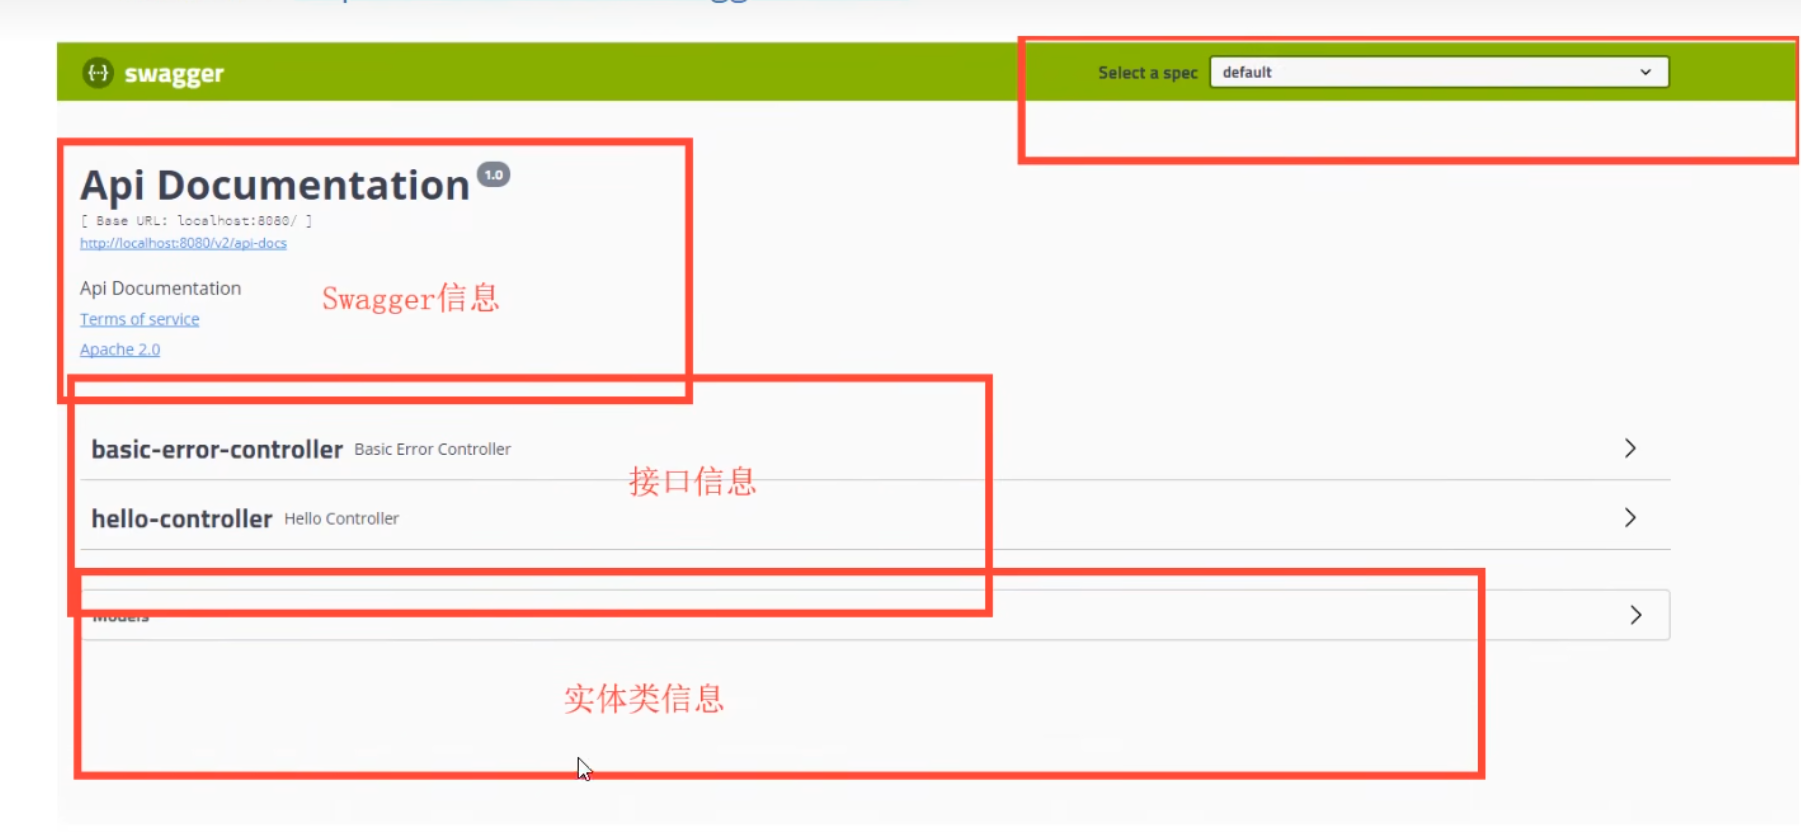 swagger
Select a spec default
Api Documentation 1.0
[ Base URL: localhost:8080/ ]
http://localhost:8080/v2/api-docs
Api Documentation
Swagger信息
Terms of service
Apache 2.0
basic-error-controller Basic Error Controller
接口信息
hello-controller Hello Controller
Models
实体类信息